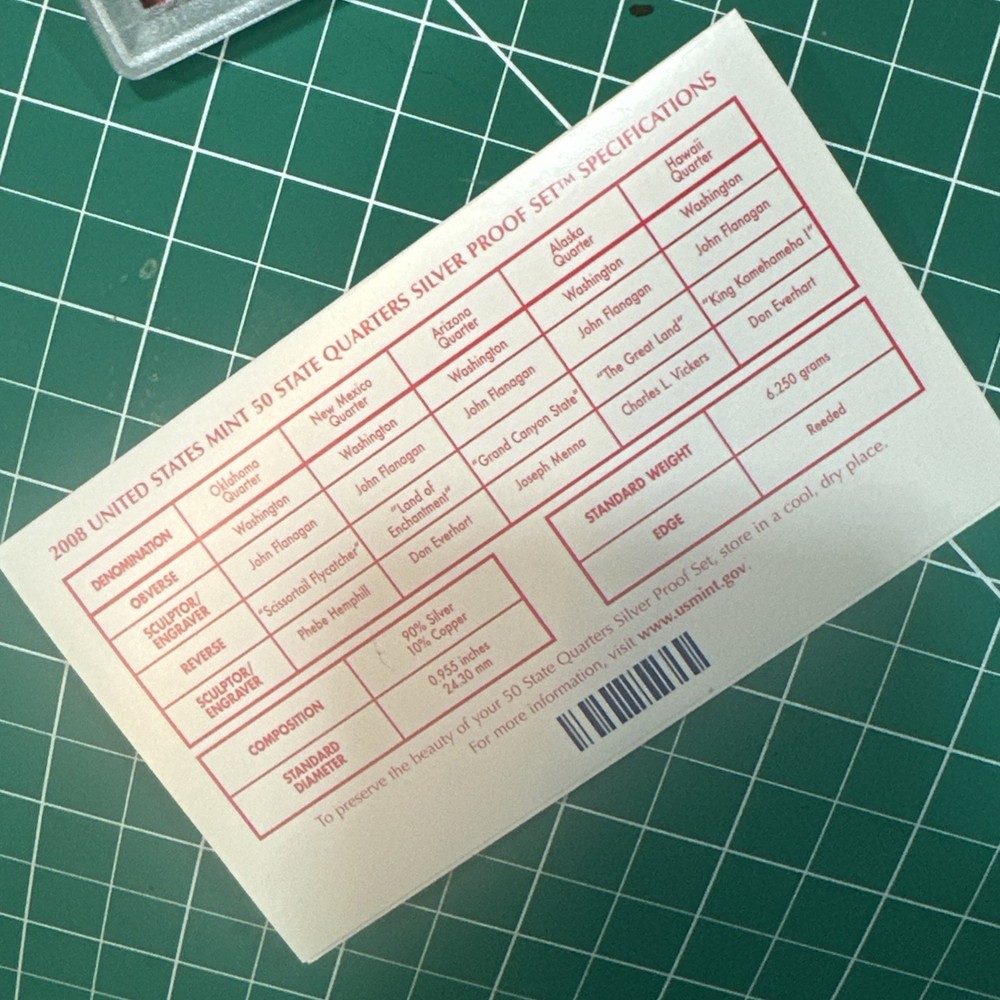 2008 UNITED STATES MINT 50 STATE QUARTERS SILVER PROOF SET™ SPECIFICATIONS
DENOMINATION
Oklahoma
Quarter
New Mexico
Quarter
Arizona
Quarter
Alaska
Quarter
Hawaii
Quarter
OBVERSE
Washington
Washington
Washington
Washington
Washington
SCULPTOR/
ENGRAVER
John Flanagan
John Flanagan
John Flanagan
John Flanagan
John Flanagan
REVERSE
"Scissortail Flycatcher"
"Land of
Enchantment"
"Grand Canyon State"
"The Great Land"
"King Kamehameha I"
SCULPTOR/
ENGRAVER
Phebe Hemphill
Don Everhart
Joseph Menna
Charles L. Vickers
Don Everhart
COMPOSITION
90% Silver
10% Copper
STANDARD
DIAMETER
0.955 inches
24.30 mm
STANDARD WEIGHT
6.250 grams
EDGE
Reeded
To preserve the beauty of your 50 State Quarters Silver Proof Set, store in a cool, dry place.
For more information, visit www.usmint.gov.